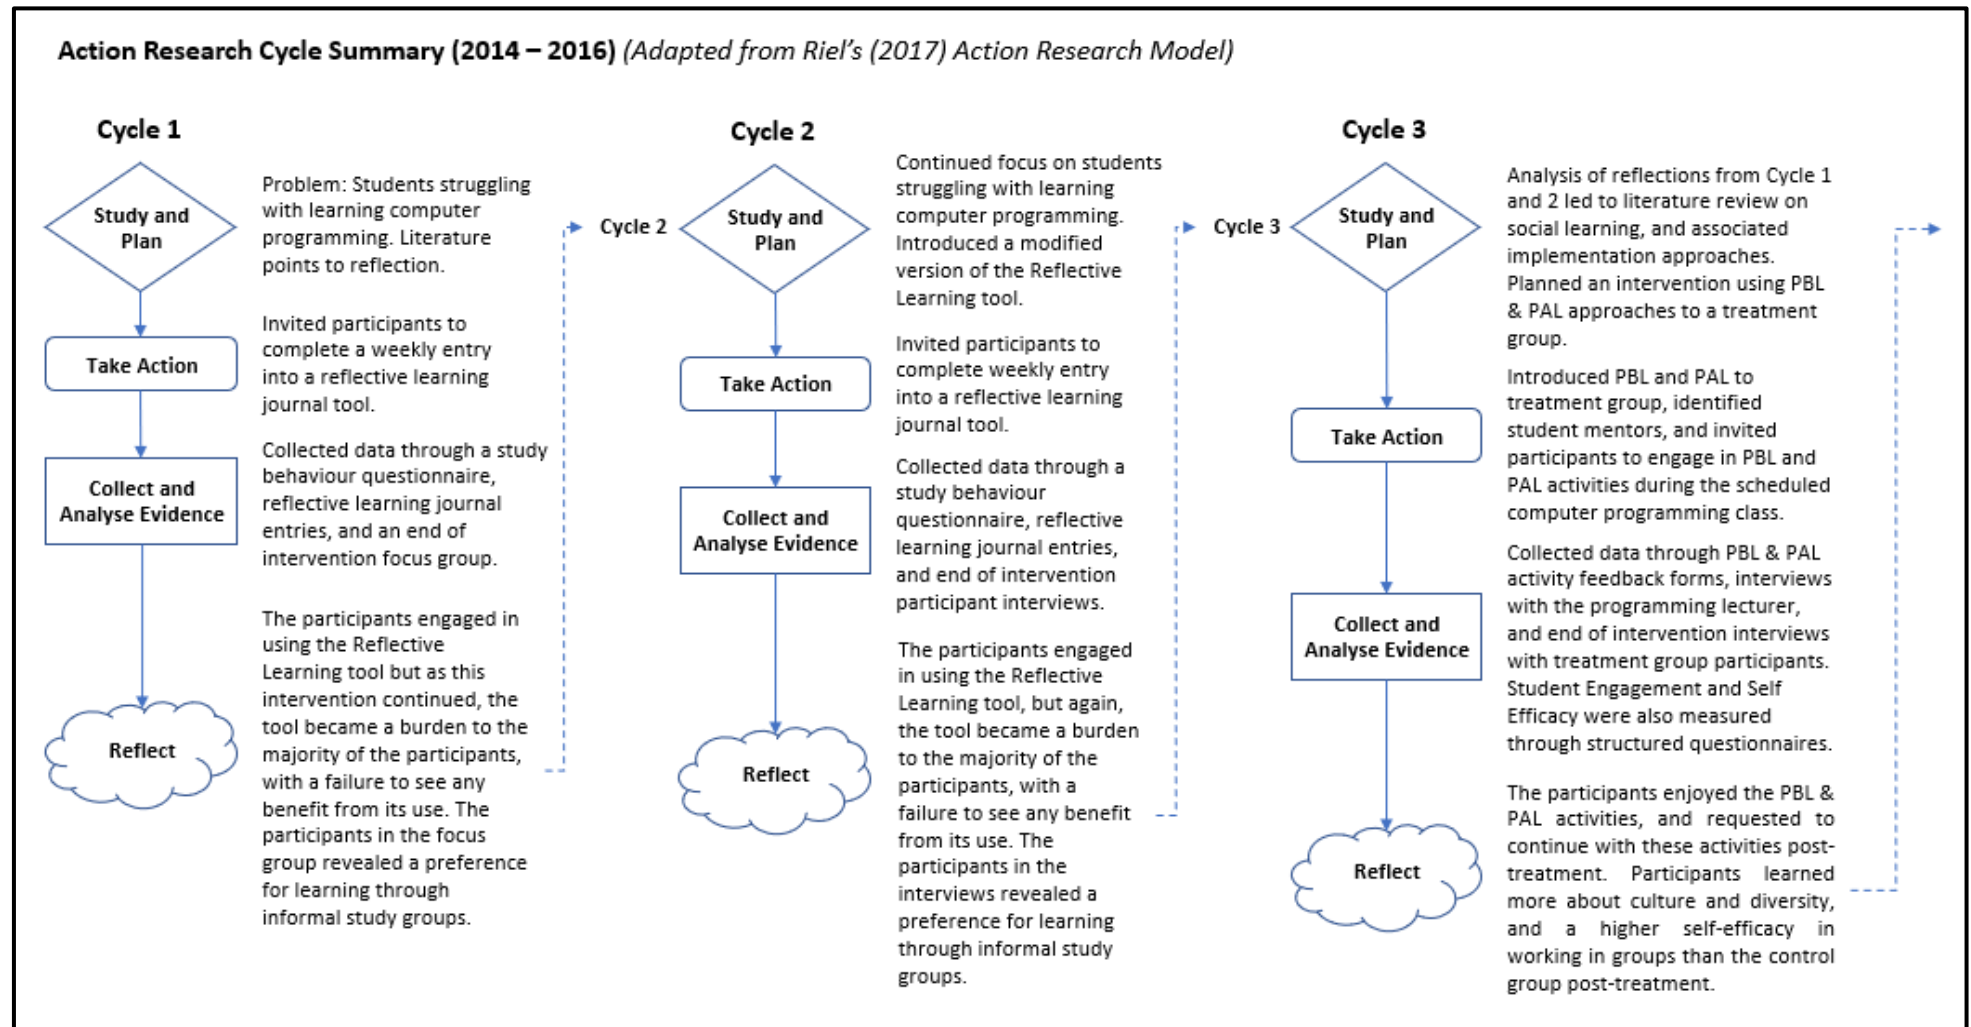 Action Research Cycle Summary (2014 – 2016) (Adapted from Riel’s (2017) Action Research Model)
Cycle 1
Study and
Plan
Problem: Students struggling
with learning computer
programming. Literature
points to reflection.
Take Action
Invited participants to
complete a weekly entry
into a reflective learning
journal tool.
Collect and
Analyse Evidence
Collected data through a study
behaviour questionnaire,
reflective learning journal
entries, and an end of
intervention focus group.
Reflect
The participants engaged in
using the Reflective
Learning tool but as this
intervention continued, the
tool became a burden to the
majority of the participants,
with a failure to see any
benefit from its use. The
participants in the focus
group revealed a preference
for learning through
informal study groups.
Cycle 2
Cycle 2
Study and
Plan
Continued focus on students
struggling with learning
computer programming.
Introduced a modified
version of the Reflective
Learning tool.
Take Action
Invited participants to
complete weekly entry
into a reflective learning
journal tool.
Collect and
Analyse Evidence
Collected data through a
study behaviour
questionnaire, reflective
learning journal entries,
and end of intervention
participant interviews.
Reflect
The participants engaged
in using the Reflective
Learning tool, but again,
the tool became a burden
to the majority of the
participants, with a
failure to see any benefit
from its use. The
participants in the
interviews revealed a
preference for learning
through informal study
groups.
Cycle 3
Cycle 3
Study and
Plan
Analysis of reflections from Cycle 1
and 2 led to literature review on
social learning, and associated
implementation approaches.
Planned an intervention using PBL
& PAL approaches to a treatment
group.
Take Action
Introduced PBL and PAL to
treatment group, identified
student mentors, and invited
participants to engage in PBL and
PAL activities during the scheduled
computer programming class.
Collect and
Analyse Evidence
Collected data through PBL & PAL
activity feedback forms, interviews
with the programming lecturer,
and end of intervention interviews
with treatment group participants.
Student Engagement and Self
Efficacy were also measured
through structured questionnaires.
Reflect
The participants enjoyed the PBL &
PAL activities, and requested to
continue with these activities post-
treatment. Participants learned
more about culture and diversity,
and a higher self-efficacy in
working in groups than the control
group post-treatment.